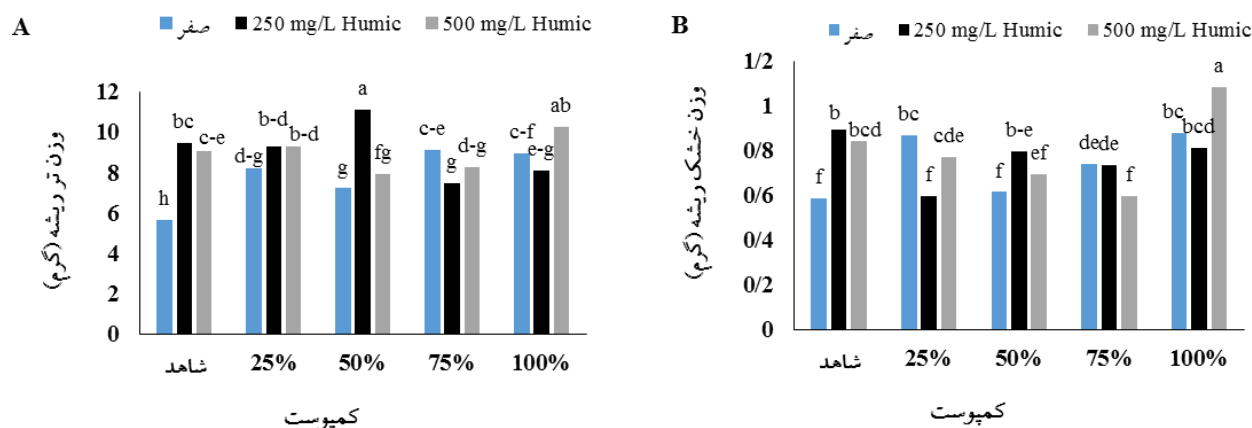 A
صفر 250 mg/L Humic 500 mg/L Humic
وزن تر ریشه (گرم)
12
10
8
6
4
2
0
h bc c-e
d-g b-d b-d
g a fg
c-e g d-g
c-f e-g ab
شاهد 25% 50% 75% 100%
کمپوست
B
صفر 250 mg/L Humic 500 mg/L Humic
وزن خشک ریشه (گرم)
1/2
1
0/8
0/6
0/4
0/2
0
f b bcd
bc f cde
f b-e ef
de de f
bc bcd a
شاهد 25% 50% 75% 100%
کمپوست